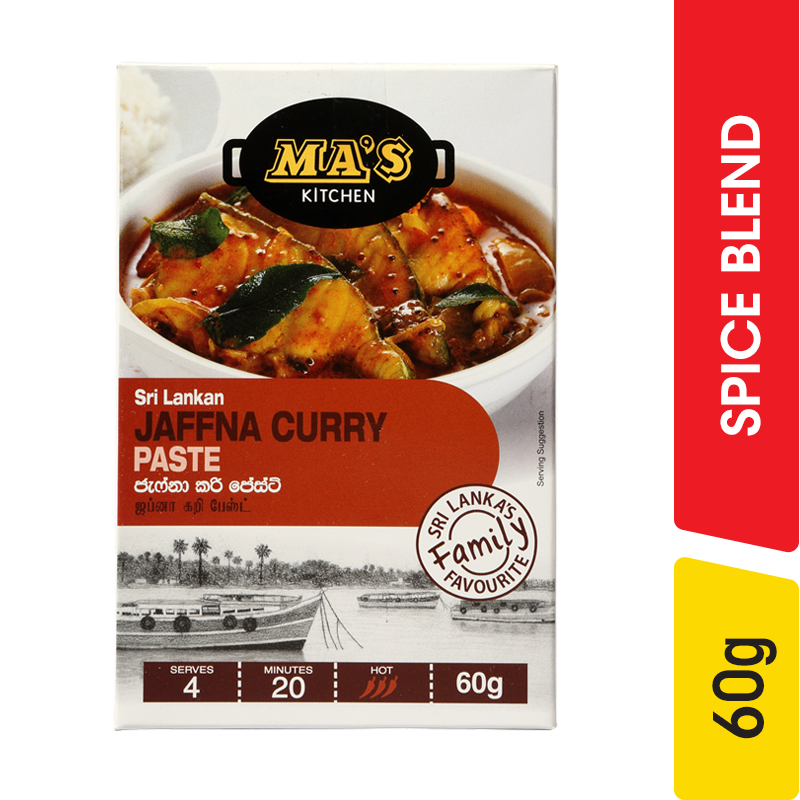 MA'S
KITCHEN
Sri Lankan
JAFFNA CURRY
PASTE
ජැෆ්නා කරි පේස්ට්
ஜப்னா கறி பேஸ்ட்
Serving Suggestion
SRI LANKA'S
Family
FAVOURITE
SERVES
4
MINUTES
20
HOT
60g
SPICE BLEND
60g